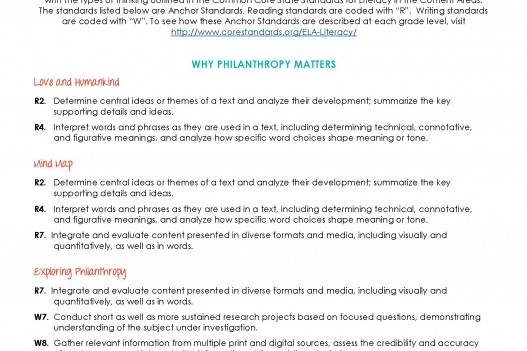 with the types of thinking outlined in the Common Core State Standards for Literacy in the Content Areas.
The standards listed below are Anchor Standards. Reading standards are coded with “R”.  Writing standards
are coded with “W”. To see how these Anchor Standards are described at each grade level, visit
http://www.corestandards.org/ELA-Literacy/
WHY PHILANTHROPY MATTERS
Love and Humankind
R2. Determine central ideas or themes of a text and analyze their development; summarize the key
supporting details and ideas.
R4. Interpret words and phrases as they are used in a text, including determining technical, connotative,
and figurative meanings, and analyze how specific word choices shape meaning or tone.
Mind Map
R2. Determine central ideas or themes of a text and analyze their development; summarize the key
supporting details and ideas.
R4. Interpret words and phrases as they are used in a text, including determining technical, connotative,
and figurative meanings, and analyze how specific word choices shape meaning or tone.
R7. Integrate and evaluate content presented in diverse formats and media, including visually and
quantitatively, as well as in words.
Exploring Philanthropy
R7. Integrate and evaluate content presented in diverse formats and media, including visually and
quantitatively, as well as in words.
W7. Conduct short as well as more sustained research projects based on focused questions, demonstrating
understanding of the subject under investigation.
W8. Gather relevant information from multiple print and digital sources, assess the credibility and accuracy